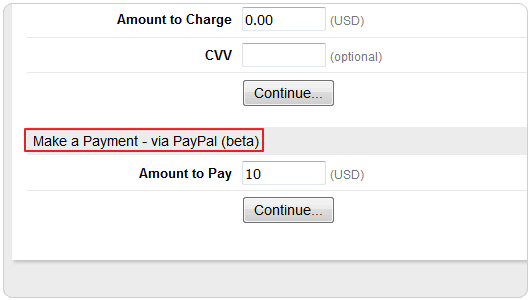 Amount to Charge 0.00 (USD)
CVV (optional)
Continue...
Make a Payment - via PayPal (beta)
Amount to Pay 10 (USD)
Continue...